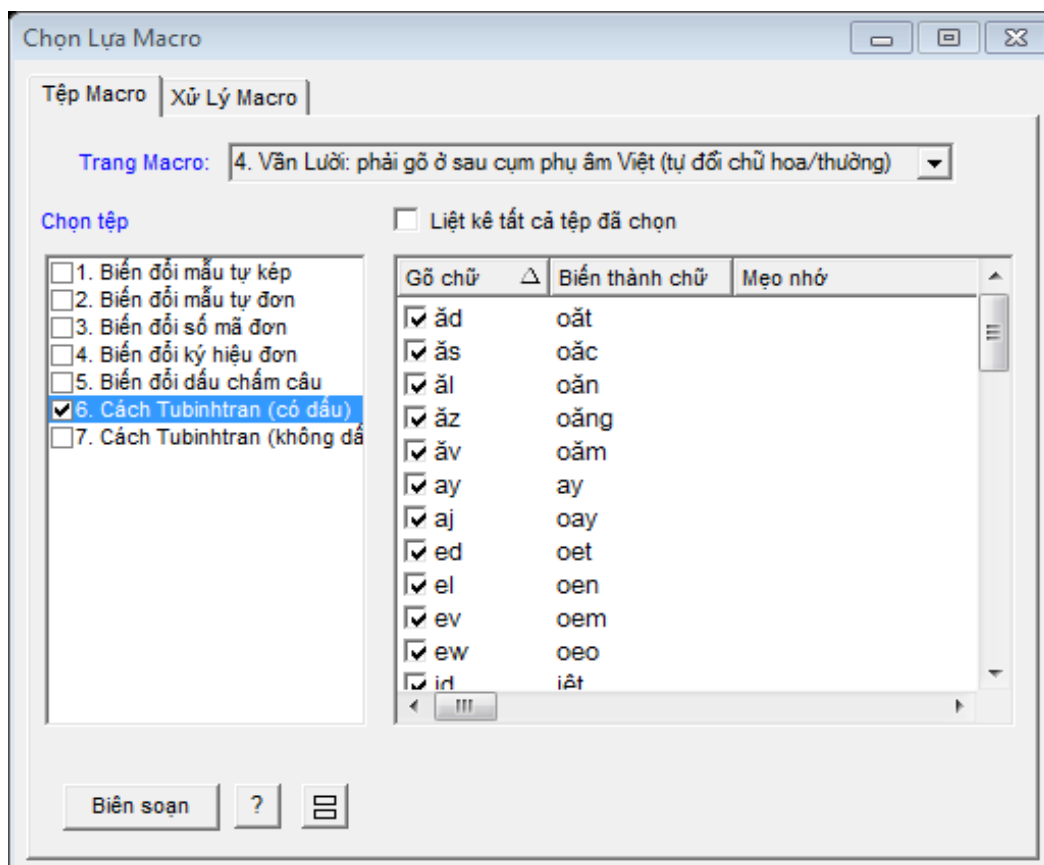 Chọn Lựa Macro
Tệp Macro Xử Lý Macro
Trang Macro: 4. Vần Lười: phải gõ ở sau cụm phụ âm Việt (tự đổi chữ hoa/thường)
Chọn tệp
Liệt kê tất cả tệp đã chọn
1. Biến đổi mẫu tự kép
2. Biến đổi mẫu tự đơn
3. Biến đổi số mã đơn
4. Biến đổi ký hiệu đơn
5. Biến đổi dấu chấm câu
6. Cách Tubinhtran (có dấu)
7. Cách Tubinhtran (không dấ
Gõ chữ Biến thành chữ Mẹo nhớ
ăd oăt
ăs oăc
ăl oăn
ăz oăng
ăv oăm
ay ay
aj oay
ed oet
el oen
ev oem
ew oeo
id iêt
Biên soạn ?